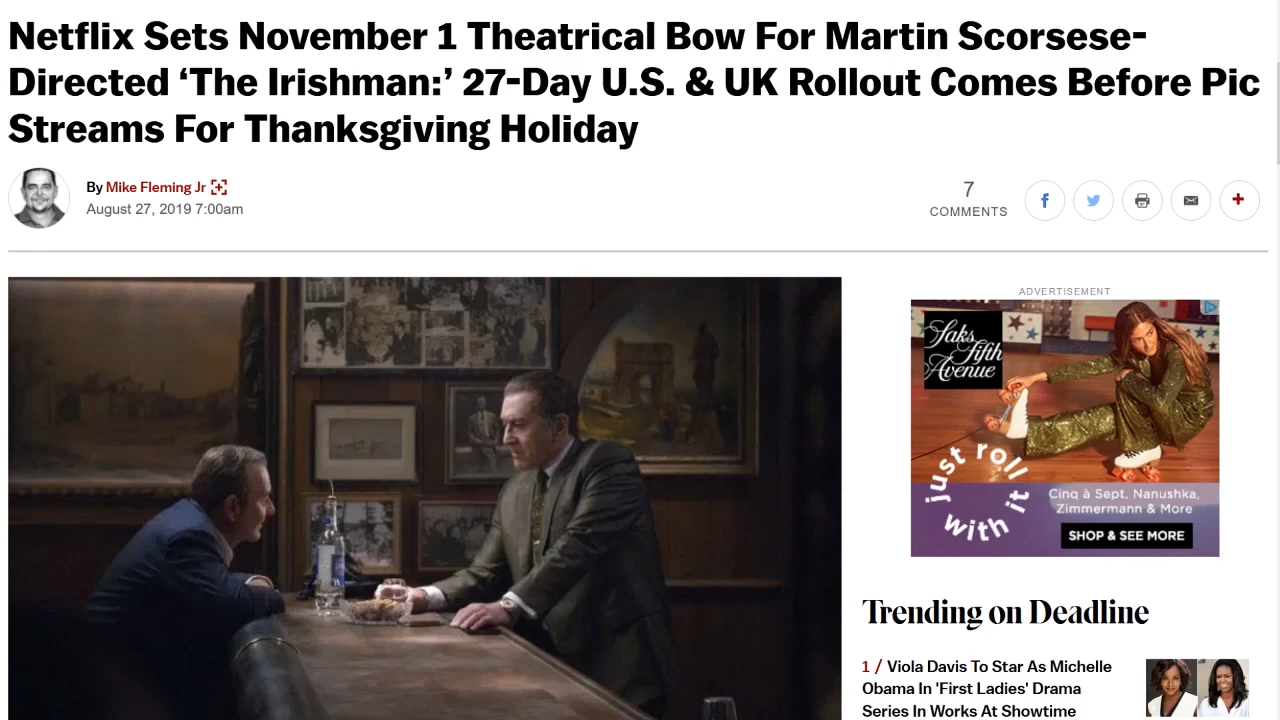 Netflix Sets November 1 Theatrical Bow For Martin Scorsese-
Directed ‘The Irishman:’ 27-Day U.S. & UK Rollout Comes Before Pic
Streams For Thanksgiving Holiday
By Mike Fleming Jr
August 27, 2019 7:00am
7
COMMENTS
ADVERTISEMENT
Saks
Fifth
Avenue
just roll
with it
Cinq à Sept, Nanushka,
Zimmermann & More
SHOP & SEE MORE
Trending on Deadline
1 / Viola Davis To Star As Michelle
Obama In 'First Ladies' Drama
Series In Works At Showtime